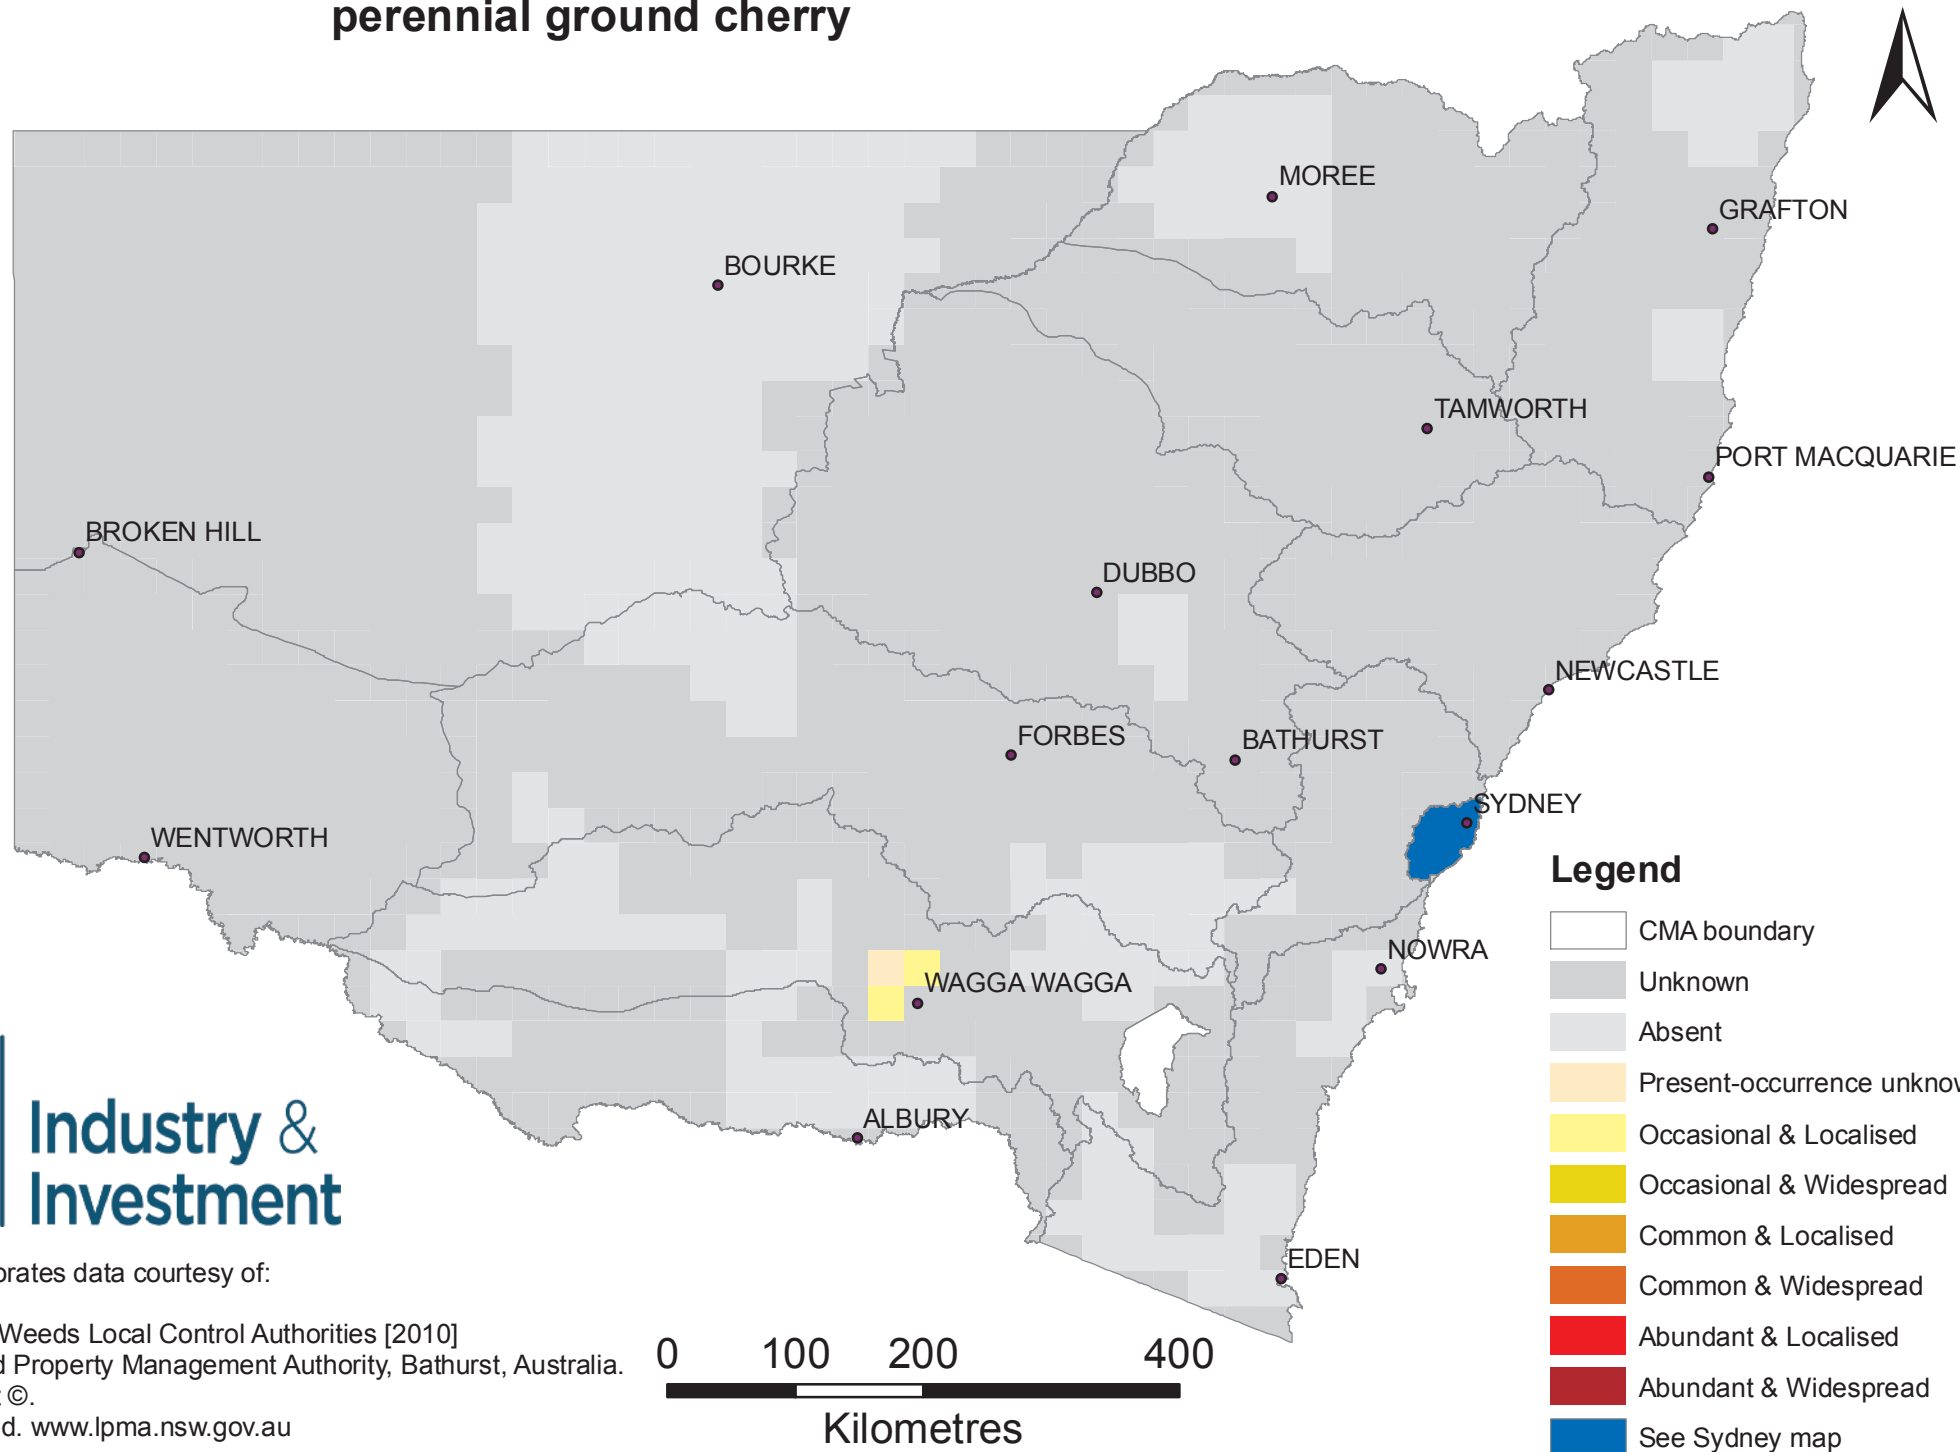 perennial ground cherry
MOREE
GRAFTON
BOURKE
TAMWORTH
PORT MACQUARIE
BROKEN HILL
DUBBO
NEWCASTLE
FORBES
BATHURST
SYDNEY
WENTWORTH
NOWRA
WAGGA WAGGA
ALBURY
EDEN
Legend
CMA boundary
Unknown
Absent
Present-occurrence
Occasional & Localised
Occasional & Widespread
Common & Localised
Common & Widespread
Abundant & Localised
Abundant & Widespread
See Sydney map
Industry &
Investment
data courtesy of:
Weeds Local Control Authorities [2010]
Property Management Authority, Bathurst, Australia.
©.
www.lpma.nsw.gov.au
0 100 200 400
Kilometres